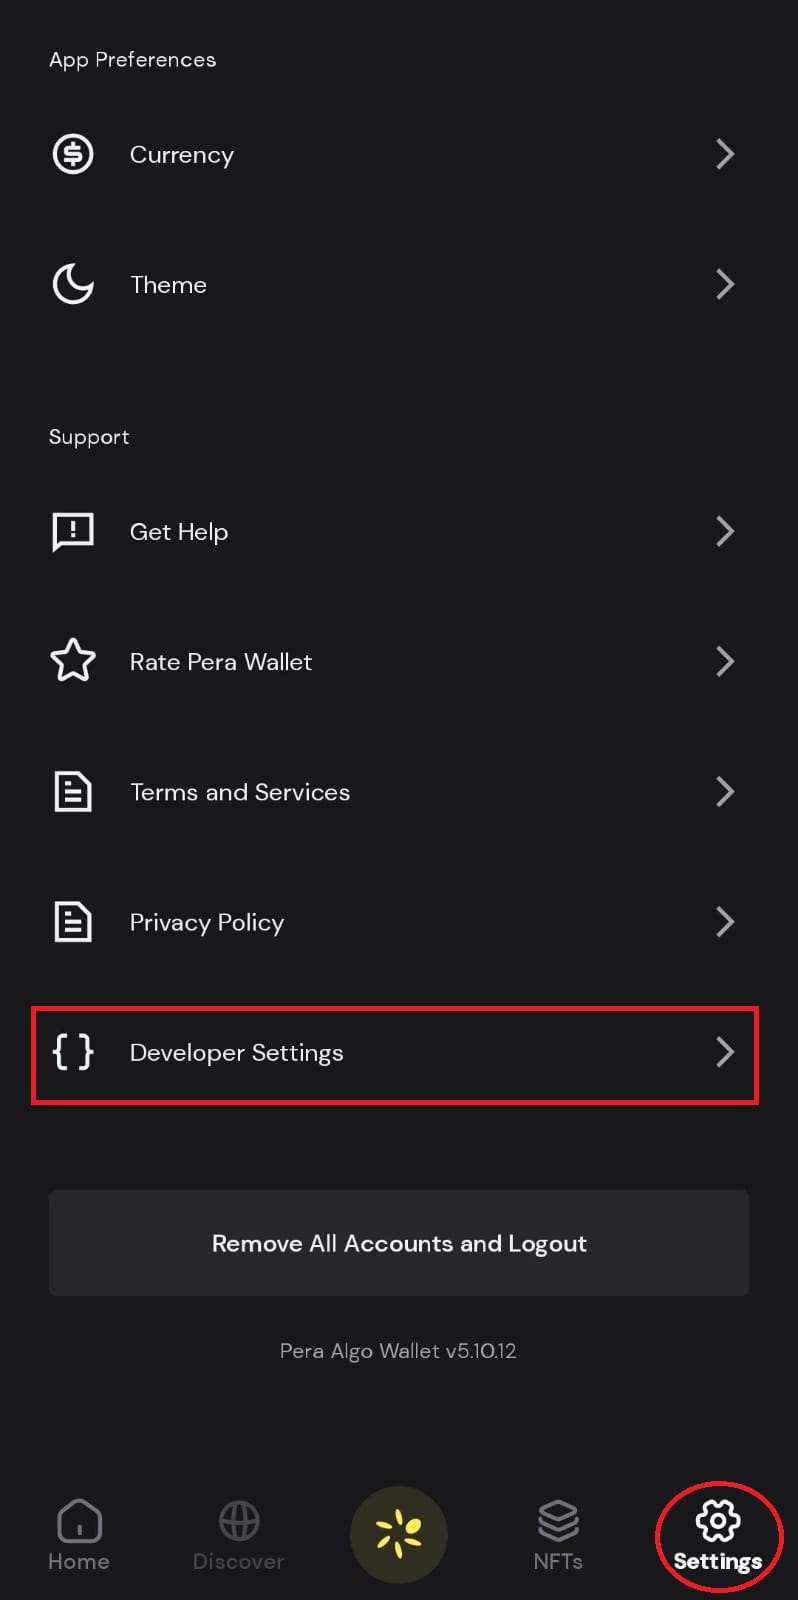 App Preferences
Currency
Theme
Support
Get Help
Rate Pera Wallet
Terms and Services
Privacy Policy
{ } Developer Settings
Remove All Accounts and Logout
Pera Algo Wallet v5.10.12
Home
Discover
NFTs
Settings